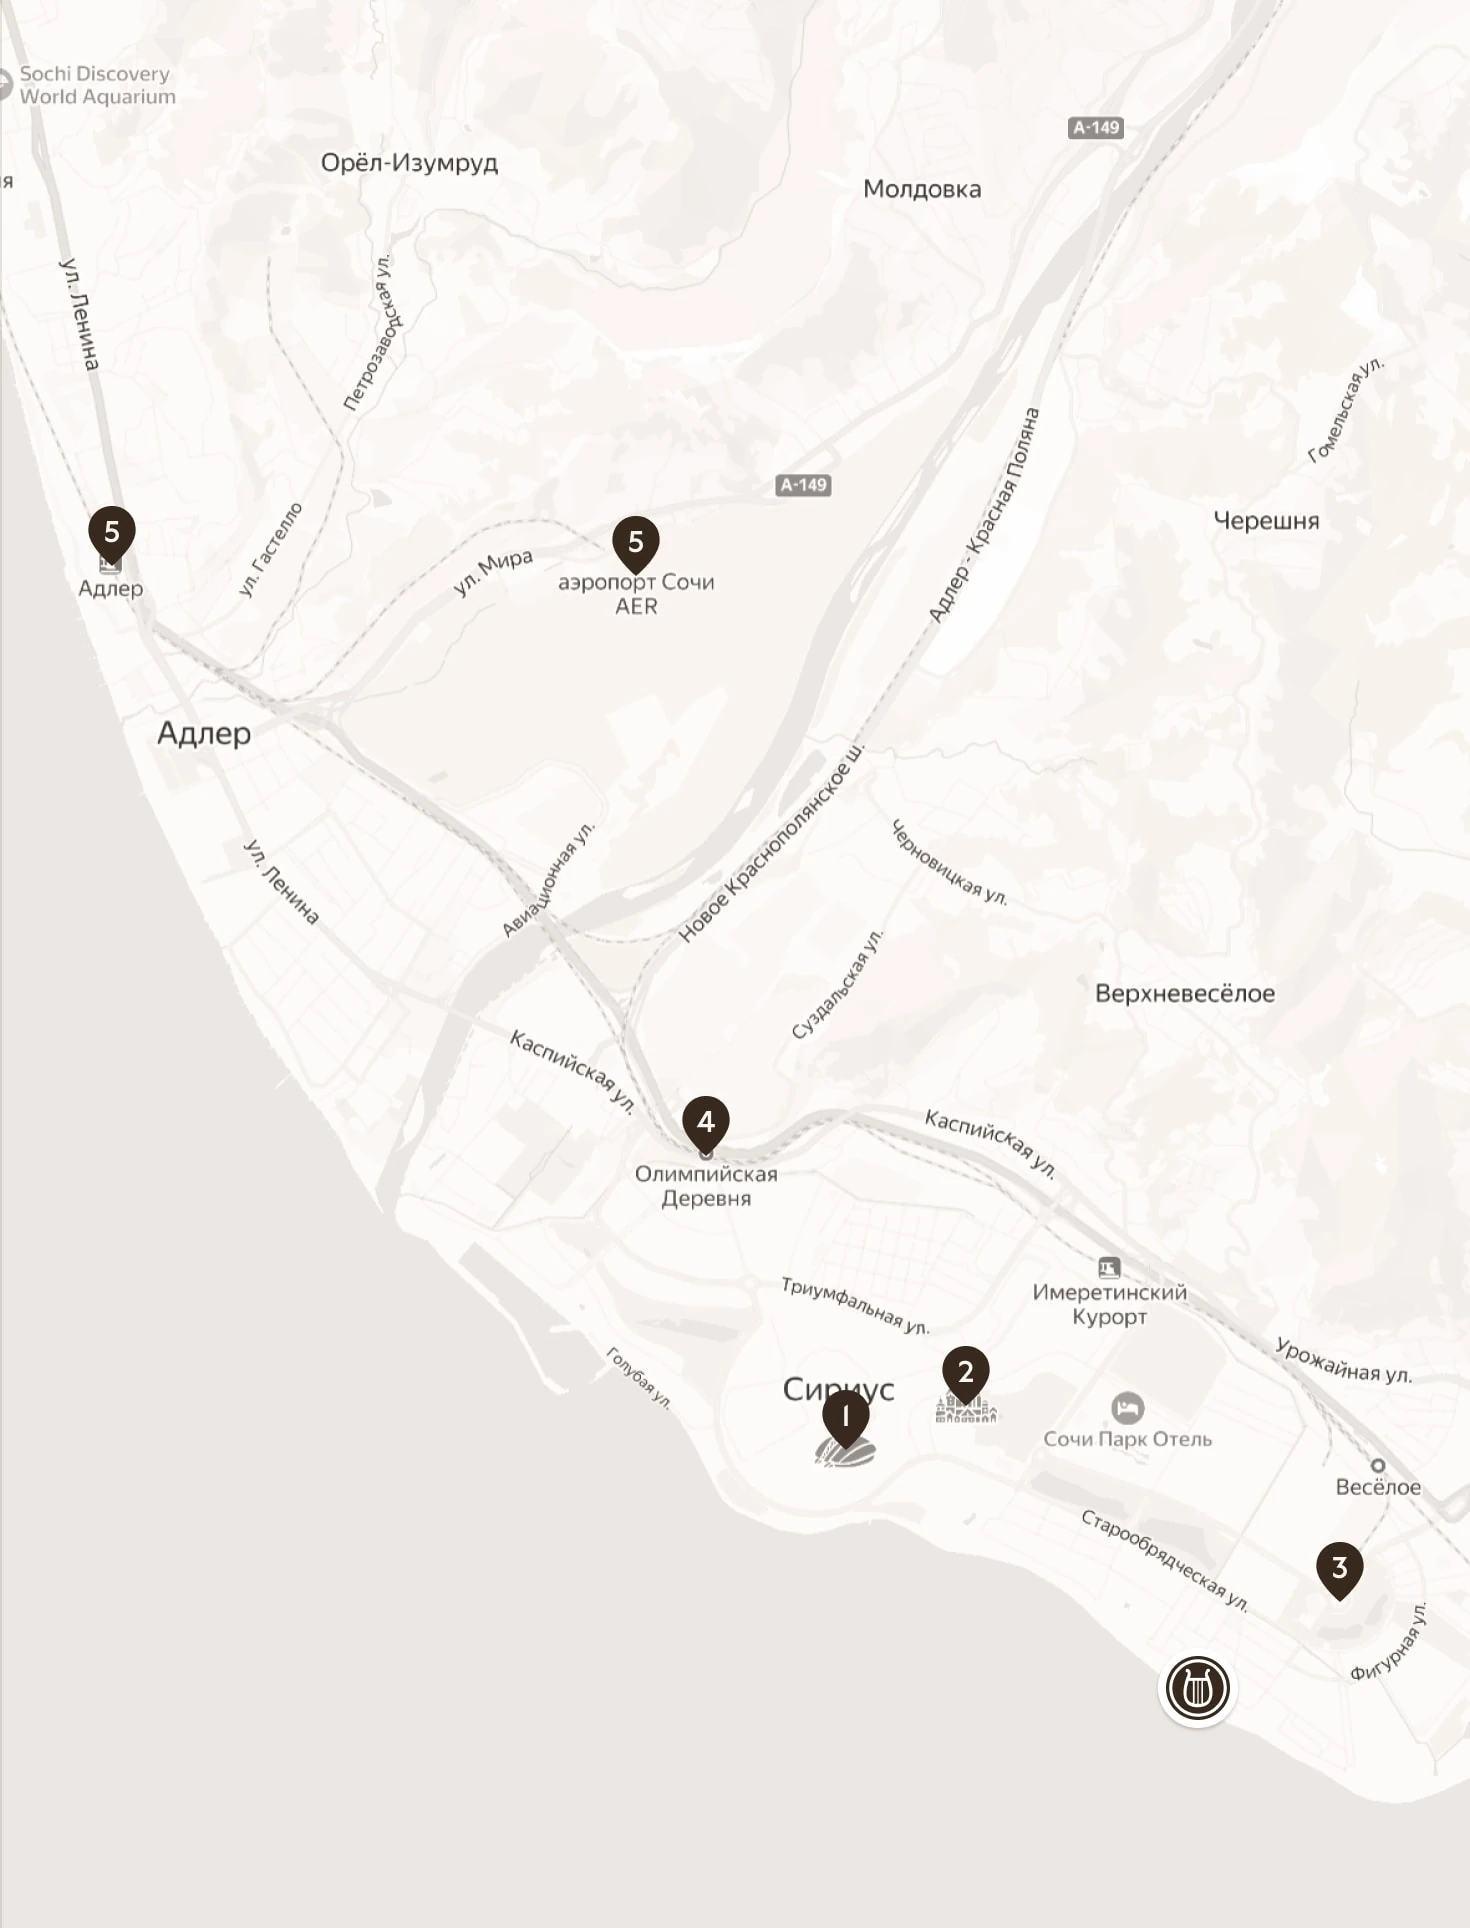 Sochi Discovery
World Aquarium
А-149
Орёл-Изумруд
Молдовка
ул. Ленина
Петрозаводская ул.
Гомельская ул.
Адлер - Красная Поляна
А-149
Черешня
5
Адлер
ул. Гастелло
ул. Мира
5
аэропорт Сочи
AER
Адлер
Новое Краснополянское ш.
ул. Ленина
Авиационная ул.
Черновицкая ул.
Суздальская ул.
Верхневесёлое
Каспийская ул.
4
Олимпийская
Деревня
Каспийская ул.
Имеретинский
Курорт
Триумфальная ул.
Голубая ул.
Урожайная ул.
Сириус
1
2
Сочи Парк Отель
Весёлое
Старообрядческая ул.
3
Фигурная ул.